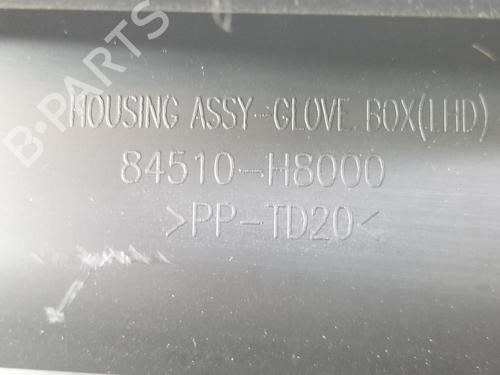 B-PARTS
HOUSING ASSY-GLOVE BOX(LHD)
84510-H8000
>PP-TD20<